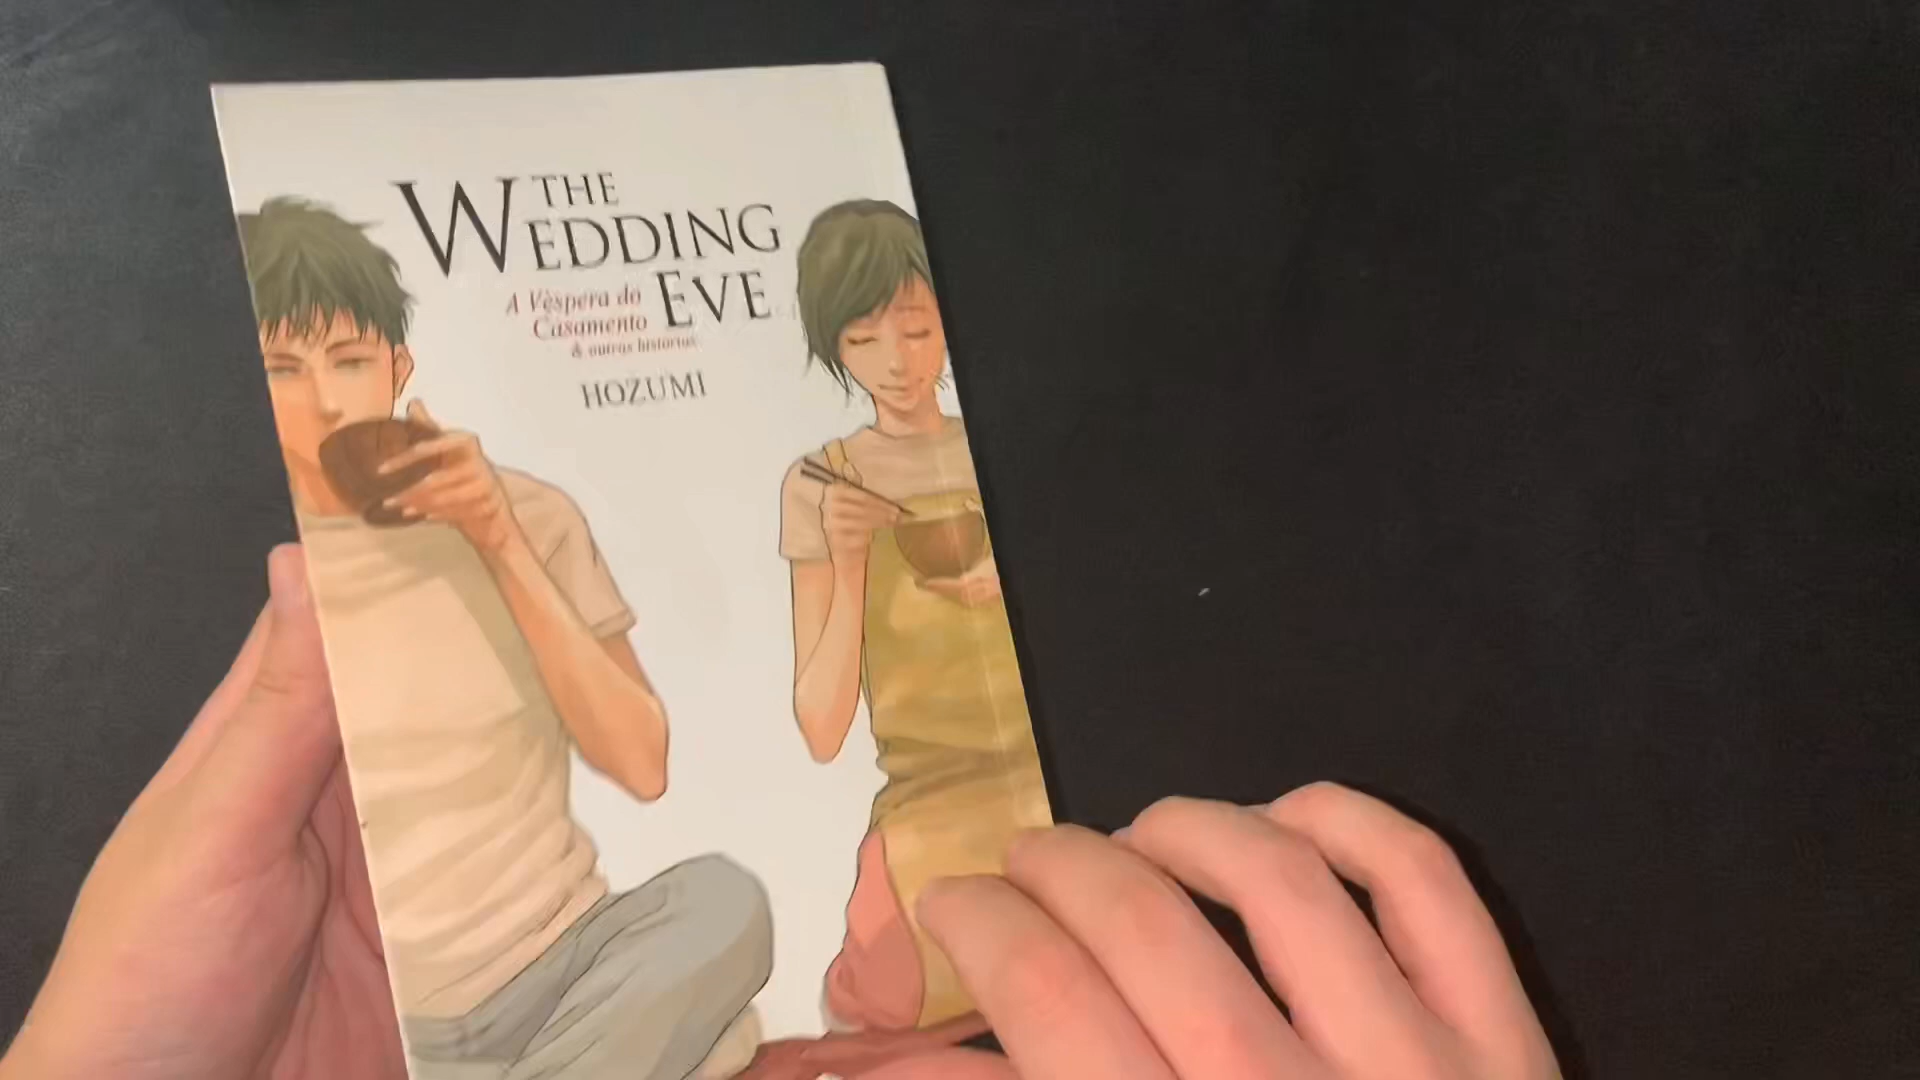 THE
WEDDING
EVE
A Véspera do
Casamento
& outras histórias
HOZUMI